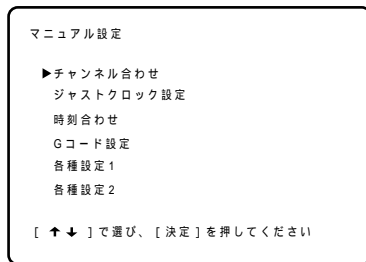 マニュアル設定
▶チャンネル合わせ
ジャストクロック設定
時刻合わせ
Gコード設定
各種設定1
各種設定2
[ ↑↓ ]で選び、[決定]を押してください